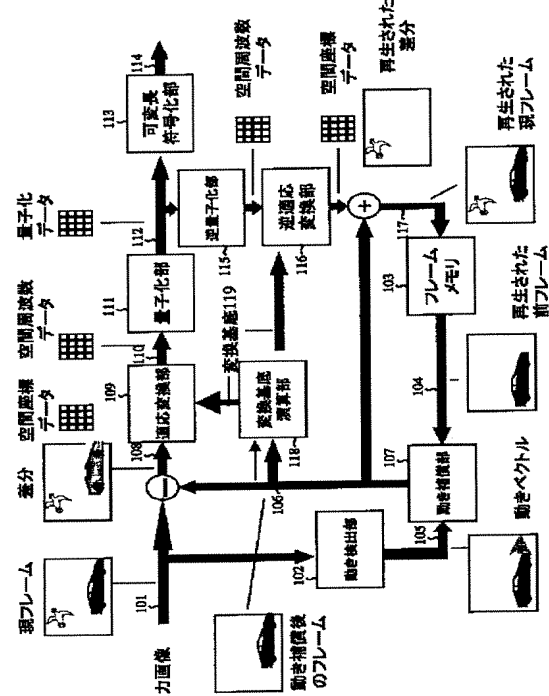 現フレーム
差分
空間座標
データ
空間周波数
データ
量子化
データ
力画像
101
108
109
適応変換部
110
111
量子化部
112
113
可変長
符号化部
114
空間周波数
データ
逆量子化部
115
変換基底119
逆適応
変換部
116
空間座標
データ
再生された
差分
変換基底
演算部
118
106
102
動き検出部
105
107
動き補償部
104
103
フレーム
メモリ
117
再生された
現フレーム
再生された
前フレーム
動きベクトル
動き補償後
のフレーム